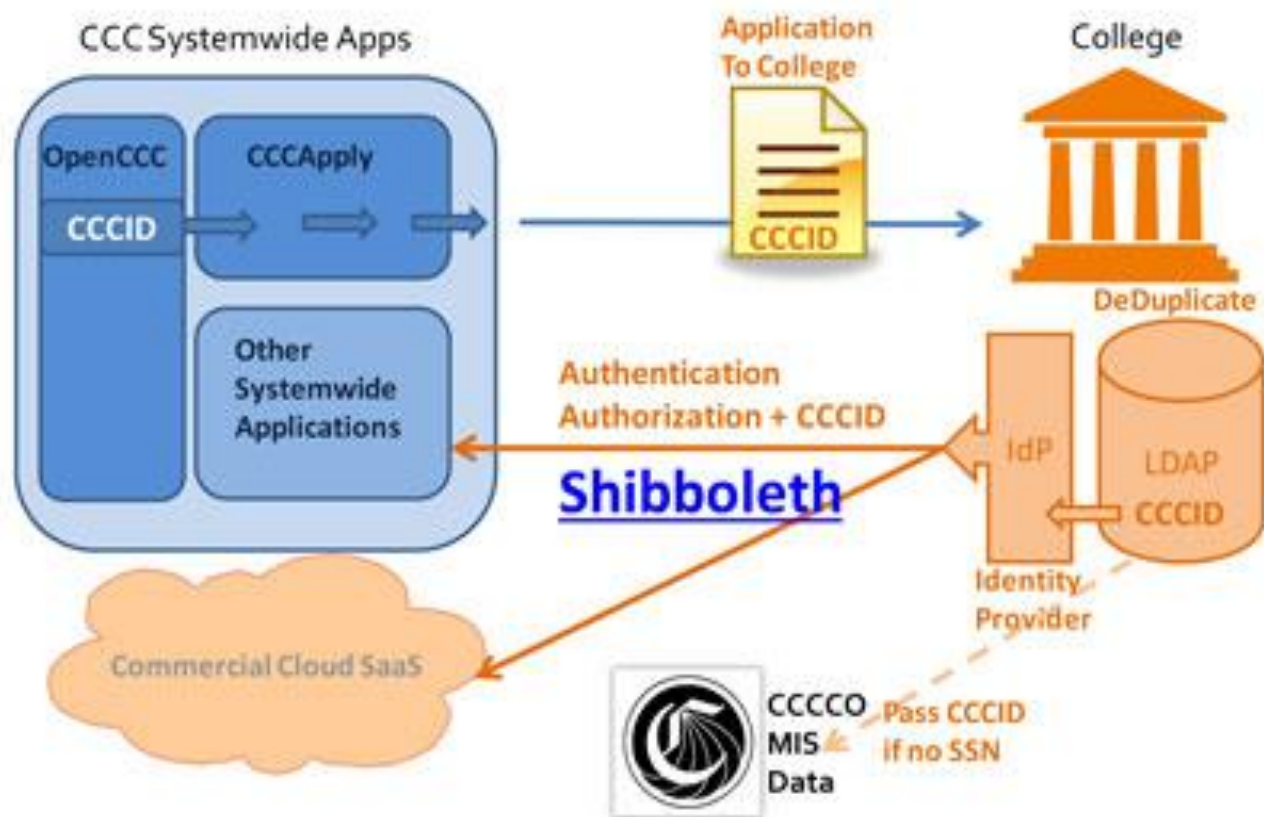 CCC Systemwide Apps
Application
To College
College
OpenCCC
CCCApply
CCCID
CCCID
DeDuplicate
Other
Systemwide
Applications
Authentication
Authorization + CCCID
Shibboleth
IdP
LDAP
CCCID
Identity
Provider
Commercial Cloud SaaS
CCCCO
MIS
Data
Pass CCCID
if no SSN